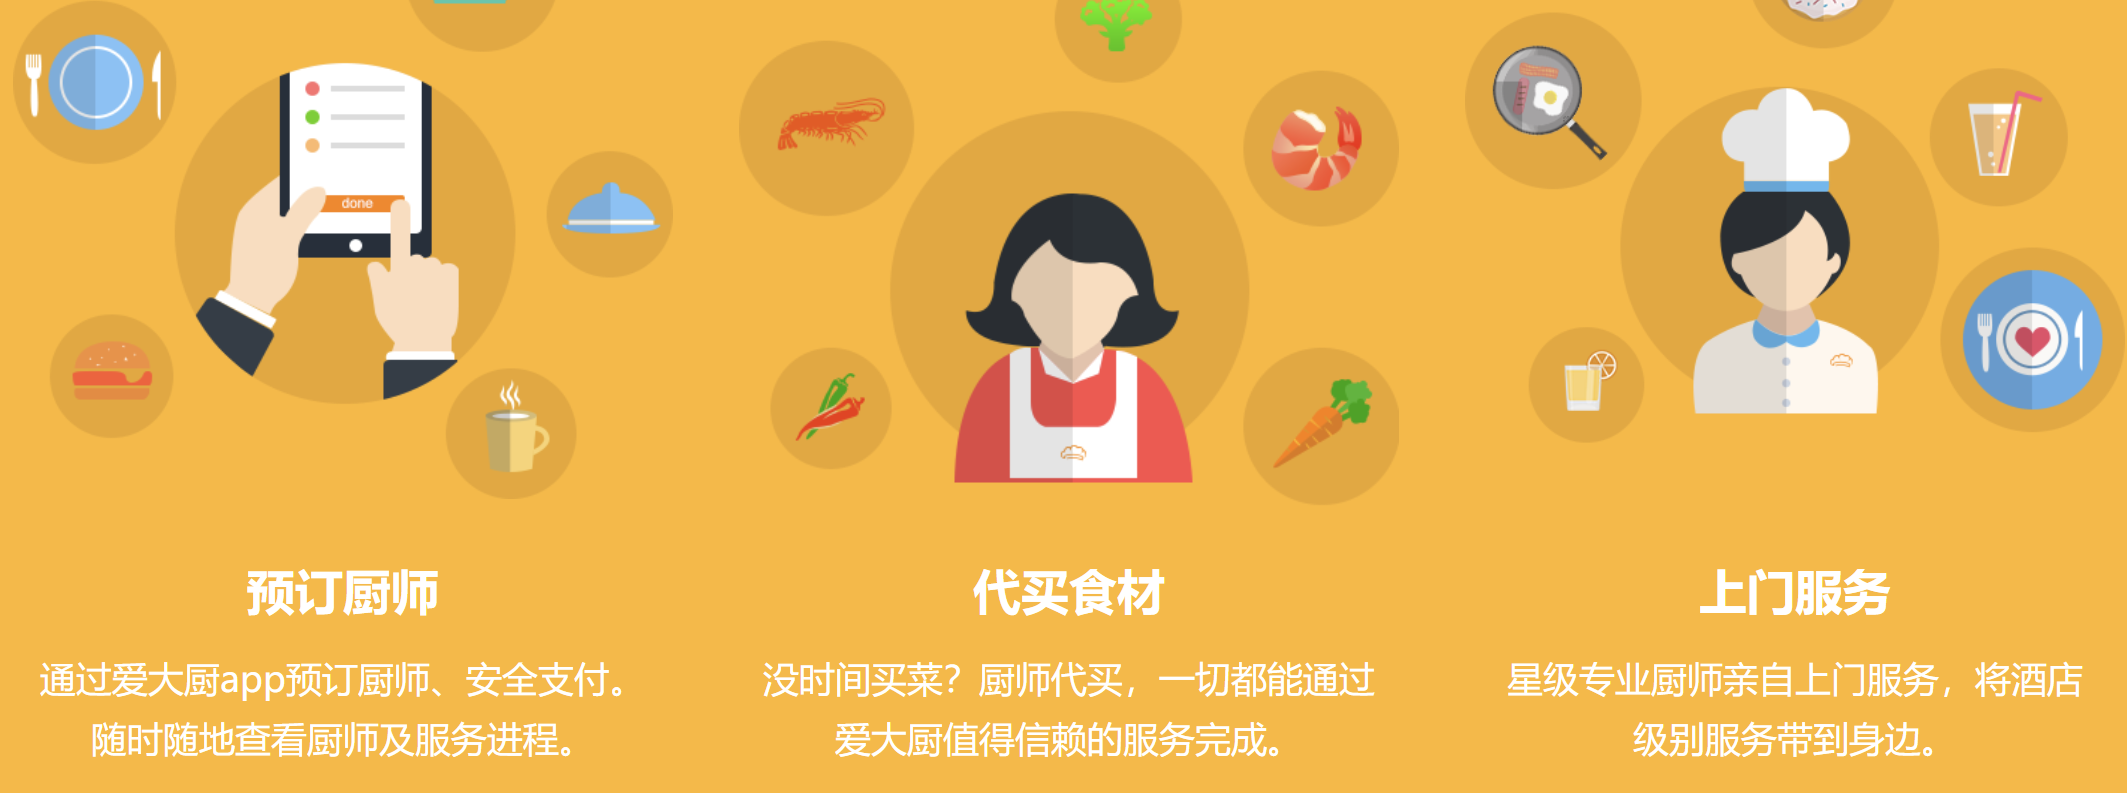 done
预订厨师
通过爱大厨app预订厨师、安全支付。
随时随地查看厨师及服务进程。
代买食材
没时间买菜？厨师代买，一切都能通过
爱大厨值得信赖的服务完成。
上门服务
星级专业厨师亲自上门服务，将酒店
级别服务带到身边。